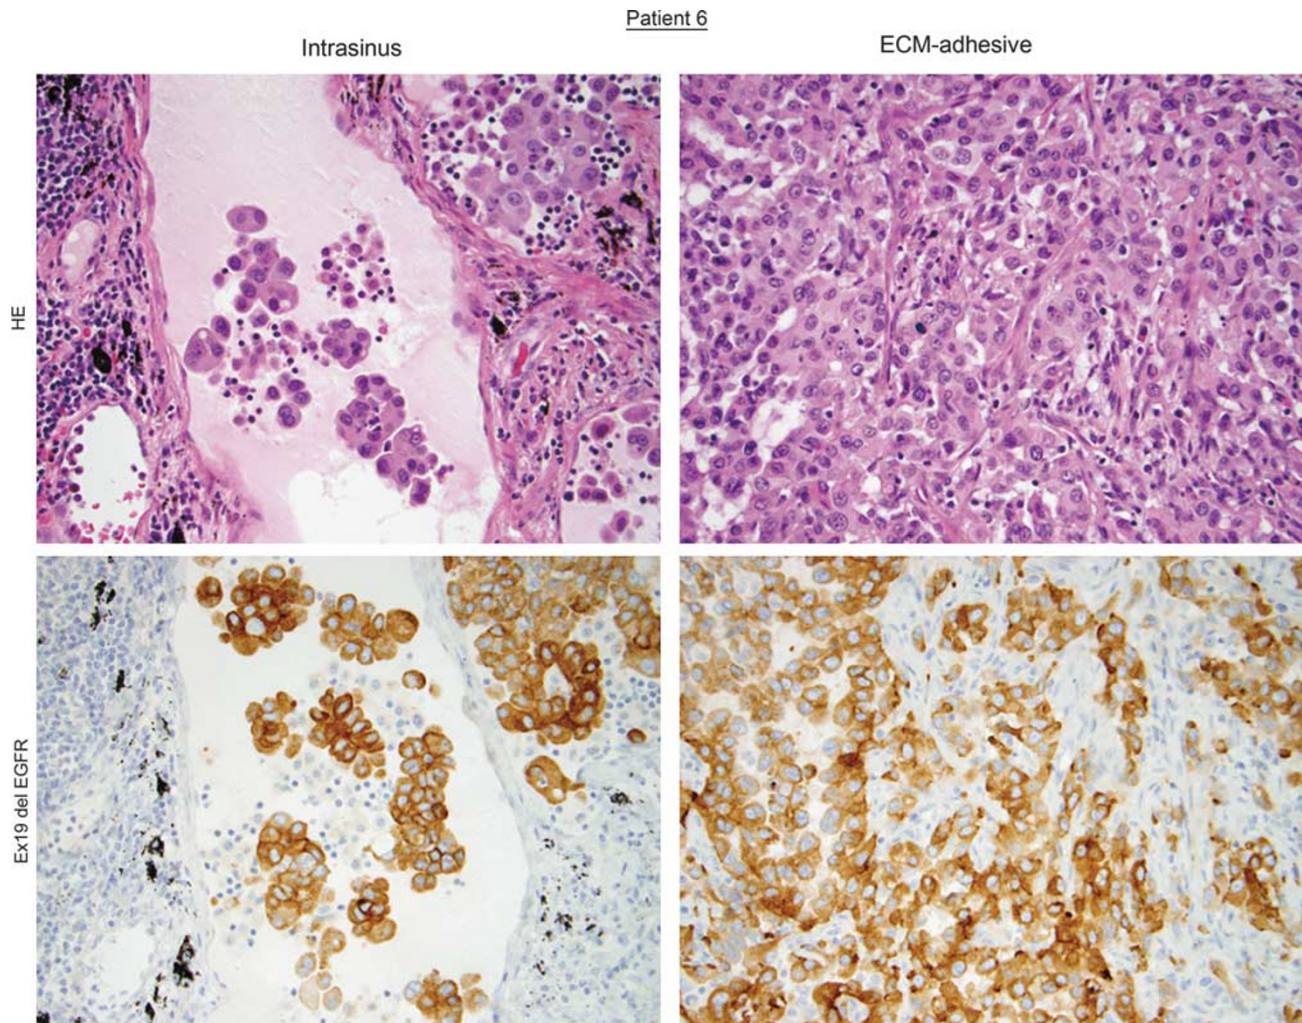 Patient 6
Intrasinus
ECM-adhesive
HE
Ex19 del EGFR